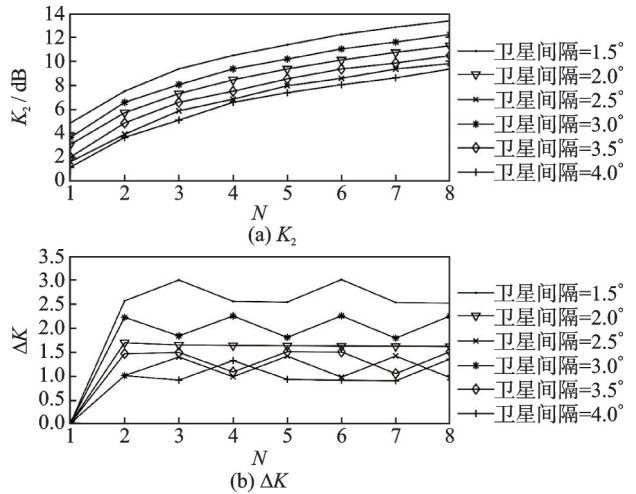 14
12
10
8
6
4
2
0
K₂ / dB
1 2 3 4 5 6 7 8
N
(a) K₂
卫星间隔=1.5°
卫星间隔=2.0°
卫星间隔=2.5°
卫星间隔=3.0°
卫星间隔=3.5°
卫星间隔=4.0°
3.5
3.0
2.5
2.0
1.5
1.0
0.5
0.0
ΔK
1 2 3 4 5 6 7 8
N
(b) ΔK
卫星间隔=1.5°
卫星间隔=2.0°
卫星间隔=2.5°
卫星间隔=3.0°
卫星间隔=3.5°
卫星间隔=4.0°